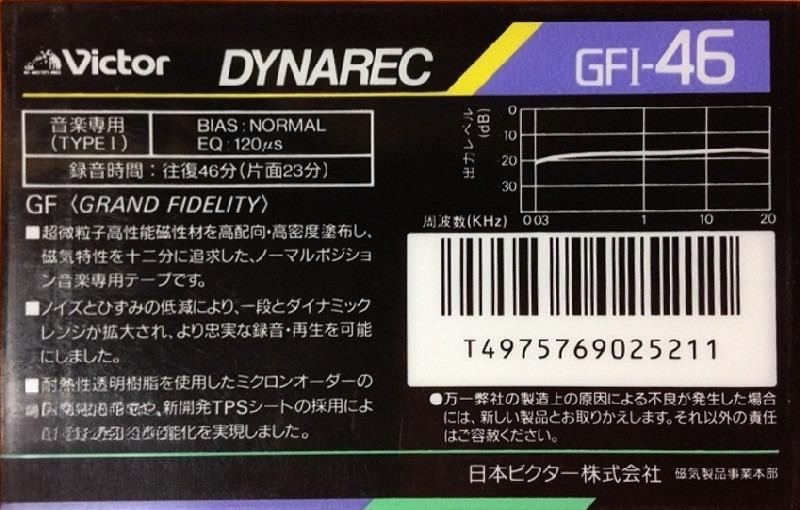 Victor DYNAREC GFI-46
音楽専用
(TYPE I)
BIAS: NORMAL
EQ: 120μs
録音時間: 往復46分(片面23分)
GF 〈GRAND FIDELITY〉
■超微粒子高性能磁性材を高配向・高密度塗布し、
磁気特性を十二分に追求した、ノーマルポジショ
ン音楽専用テープです。
■ノイズとひずみの低減により、一段とダイナミック
レンジが拡大され、より忠実な録音・再生を可能
にしました。
■耐熱性透明樹脂を使用したミクロンオーダーの
や、新開発TPSシートの採用によ
能化を実現しました。
出力レベル
(dB)
0
10
20
30
周波数(KHz) 0 03 1 10 20
T4975769025211
●万一弊社の製造上の原因による不良が発生した場合
には、新しい製品とお取りかえします。それ以外の責任
はご容赦ください。
日本ビクター株式会社 磁気製品事業本部